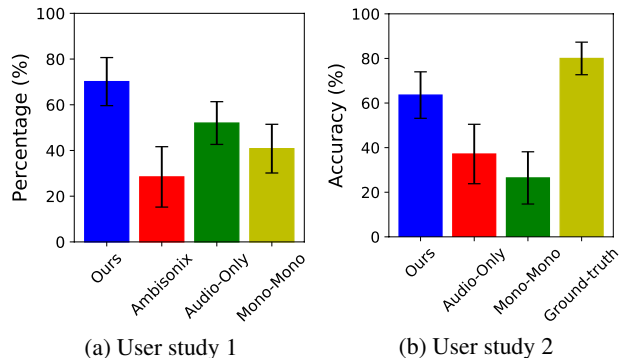 100
80
60
40
20
0
Percentage (%)
Ours
Ambisonix
Audio-Only
Mono-Mono
(a) User study 1
100
80
60
40
20
0
Accuracy (%)
Ours
Audio-Only
Mono-Mono
Ground-truth
(b) User study 2